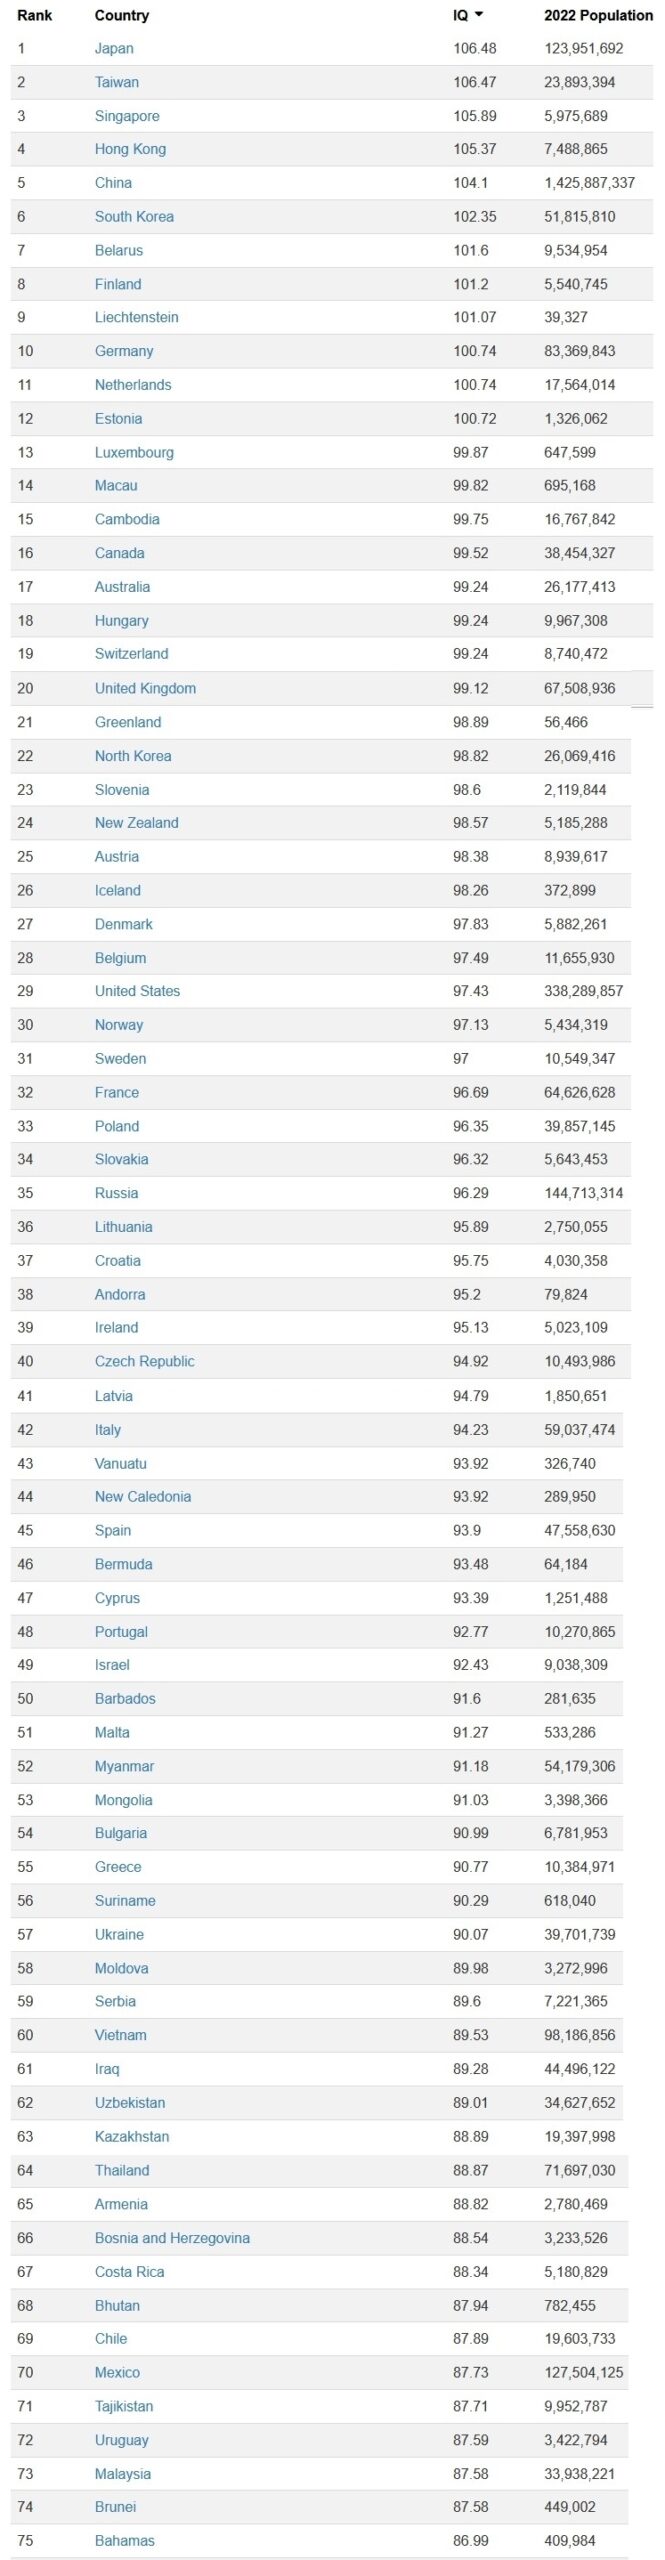 Rank Country IQ 2022 Population
1 Japan 106.48 123,951,692
2 Taiwan 106.47 23,893,394
3 Singapore 105.89 5,975,689
4 Hong Kong 105.37 7,488,865
5 China 104.1 1,425,887,337
6 South Korea 102.35 51,815,810
7 Belarus 101.6 9,534,954
8 Finland 101.2 5,540,745
9 Liechtenstein 101.07 39,327
10 Germany 100.74 83,369,843
11 Netherlands 100.74 17,564,014
12 Estonia 100.72 1,326,062
13 Luxembourg 99.87 647,599
14 Macau 99.82 695,168
15 Cambodia 99.75 16,767,842
16 Canada 99.52 38,454,327
17 Australia 99.24 26,177,413
18 Hungary 99.24 9,967,308
19 Switzerland 99.24 8,740,472
20 United Kingdom 99.12 67,508,936
21 Greenland 98.89 56,466
22 North Korea 98.82 26,069,416
23 Slovenia 98.6 2,119,844
24 New Zealand 98.57 5,185,288
25 Austria 98.38 8,939,617
26 Iceland 98.26 372,899
27 Denmark 97.83 5,882,261
28 Belgium 97.49 11,655,930
29 United States 97.43 338,289,857
30 Norway 97.13 5,434,319
31 Sweden 97 10,549,347
32 France 96.69 64,626,628
33 Poland 96.35 39,857,145
34 Slovakia 96.32 5,643,453
35 Russia 96.29 144,713,314
36 Lithuania 95.89 2,750,055
37 Croatia 95.75 4,030,358
38 Andorra 95.2 79,824
39 Ireland 95.13 5,023,109
40 Czech Republic 94.92 10,493,986
41 Latvia 94.79 1,850,651
42 Italy 94.23 59,037,474
43 Vanuatu 93.92 326,740
44 New Caledonia 93.92 289,950
45 Spain 93.9 47,558,630
46 Bermuda 93.48 64,184
47 Cyprus 93.39 1,251,488
48 Portugal 92.77 10,270,865
49 Israel 92.43 9,038,309
50 Barbados 91.6 281,635
51 Malta 91.27 533,286
52 Myanmar 91.18 54,179,306
53 Mongolia 91.03 3,398,366
54 Bulgaria 90.99 6,781,953
55 Greece 90.77 10,384,971
56 Suriname 90.29 618,040
57 Ukraine 90.07 39,701,739
58 Moldova 89.98 3,272,996
59 Serbia 89.6 7,221,365
60 Vietnam 89.53 98,186,856
61 Iraq 89.28 44,496,122
62 Uzbekistan 89.01 34,627,652
63 Kazakhstan 88.89 19,397,998
64 Thailand 88.87 71,697,030
65 Armenia 88.82 2,780,469
66 Bosnia and Herzegovina 88.54 3,233,526
67 Costa Rica 88.34 5,180,829
68 Bhutan 87.94 782,455
69 Chile 87.89 19,603,733
70 Mexico 87.73 127,504,125
71 Tajikistan 87.71 9,952,787
72 Uruguay 87.59 3,422,794
73 Malaysia 87.58 33,938,221
74 Brunei 87.58 449,002
75 Bahamas 86.99 409,984